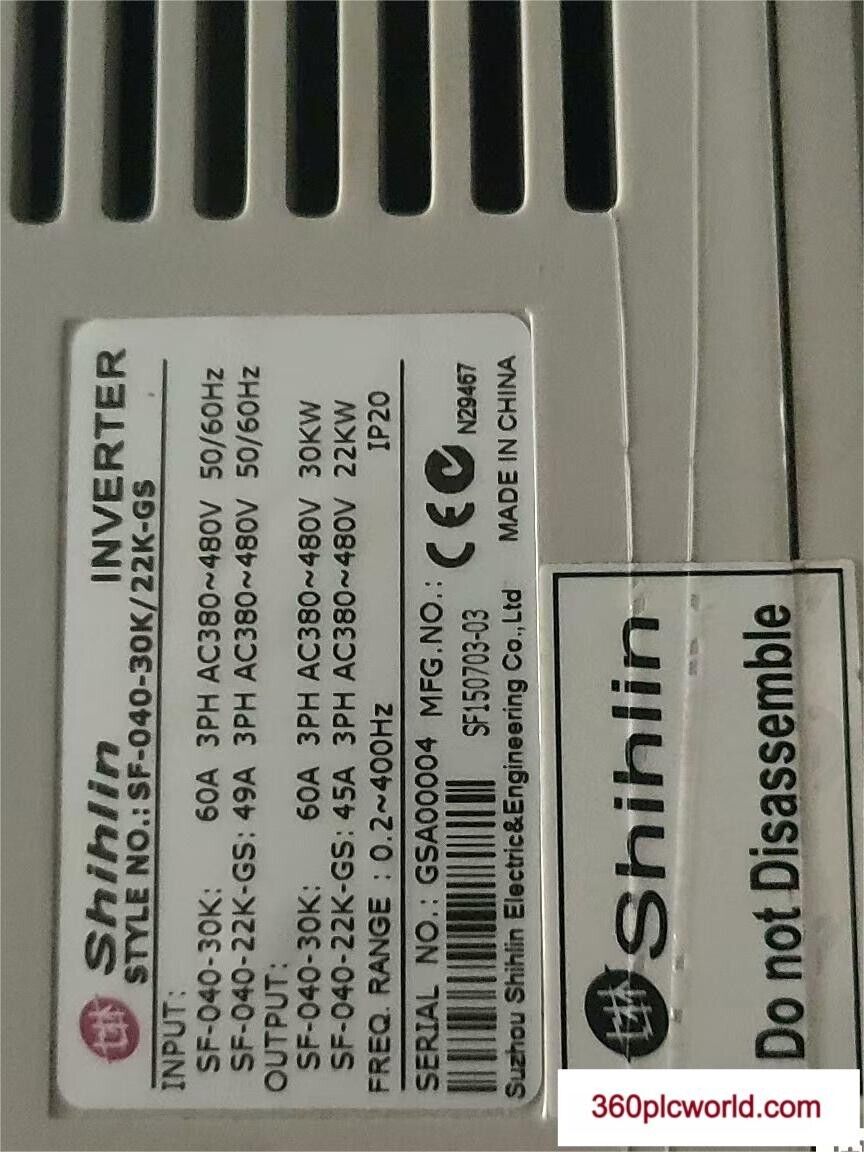 Shihlin INVERTER
STYLE NO.: SF-040-30K/22K-GS
INPUT:
SF-040-30K: 60A 3PH AC380~480V 50/60Hz
SF-040-22K-GS: 49A 3PH AC380~480V 50/60Hz
OUTPUT:
SF-040-30K: 60A 3PH AC380~480V 30KW
SF-040-22K-GS: 45A 3PH AC380~480V 22KW
FREQ. RANGE : 0.2~400Hz IP20
SERIAL NO.: GSA00004 MFG.NO.:
SF150703-03
CE N29467
Suzhou Shihlin Electric&Engineering Co.,Ltd MADE IN CHINA
Shihlin
Do not Disassemble
360plcworld.com